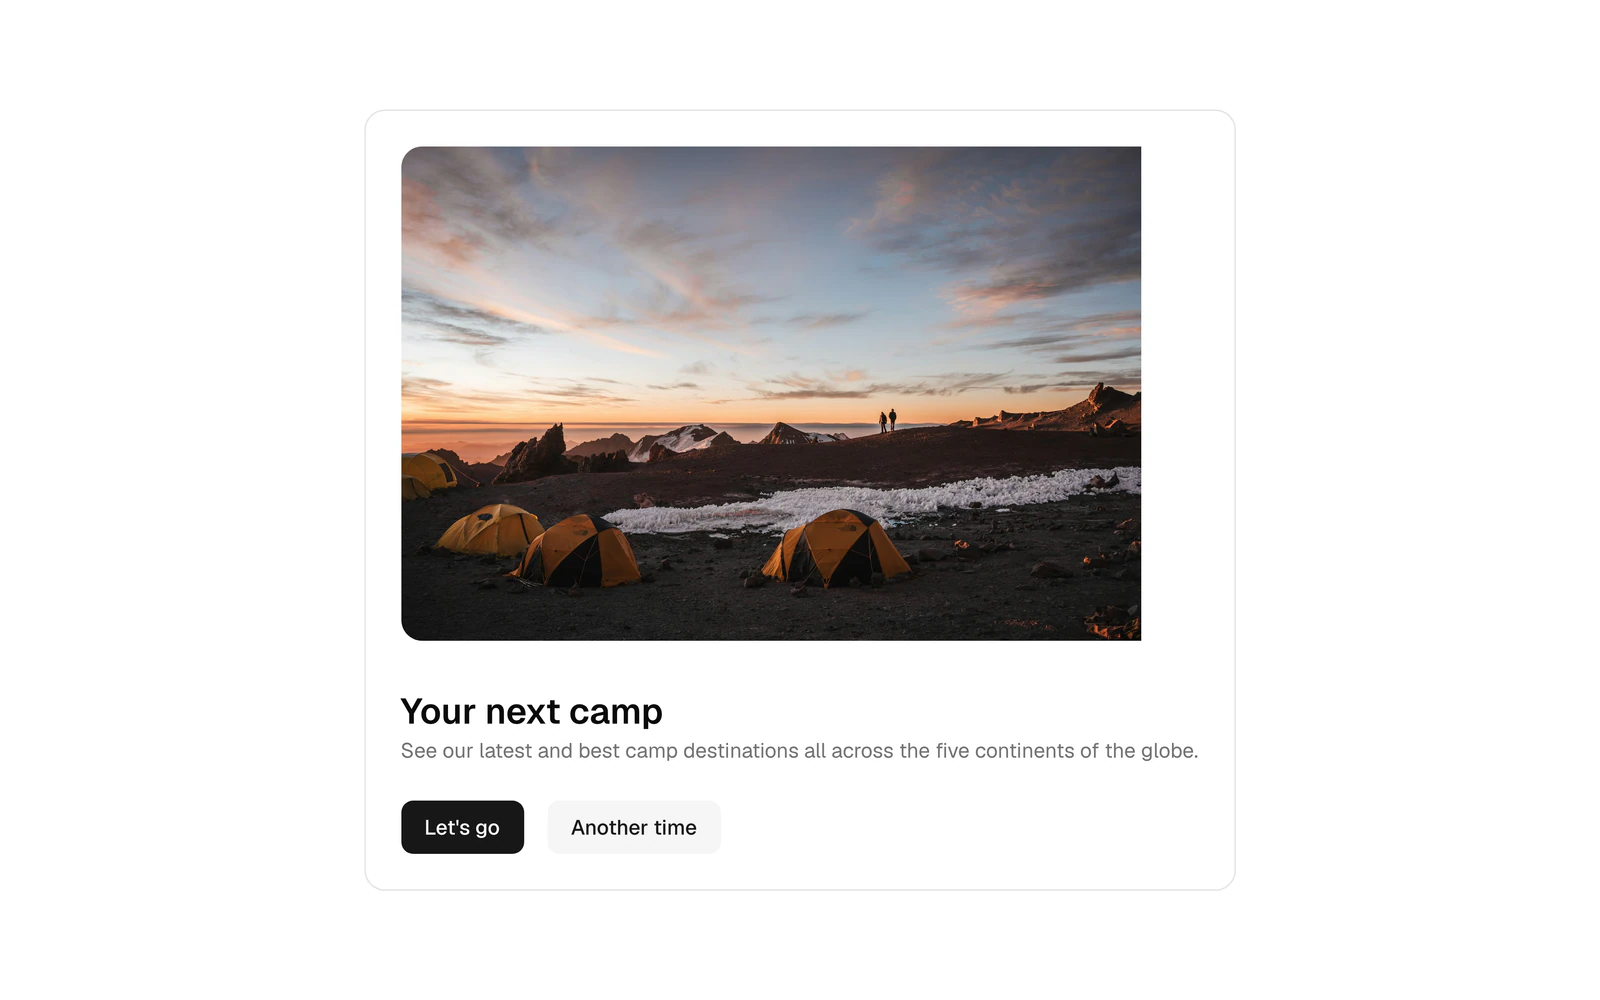 Your next camp
See our latest and best camp destinations all across the five continents of the globe.
Let's go
Another time